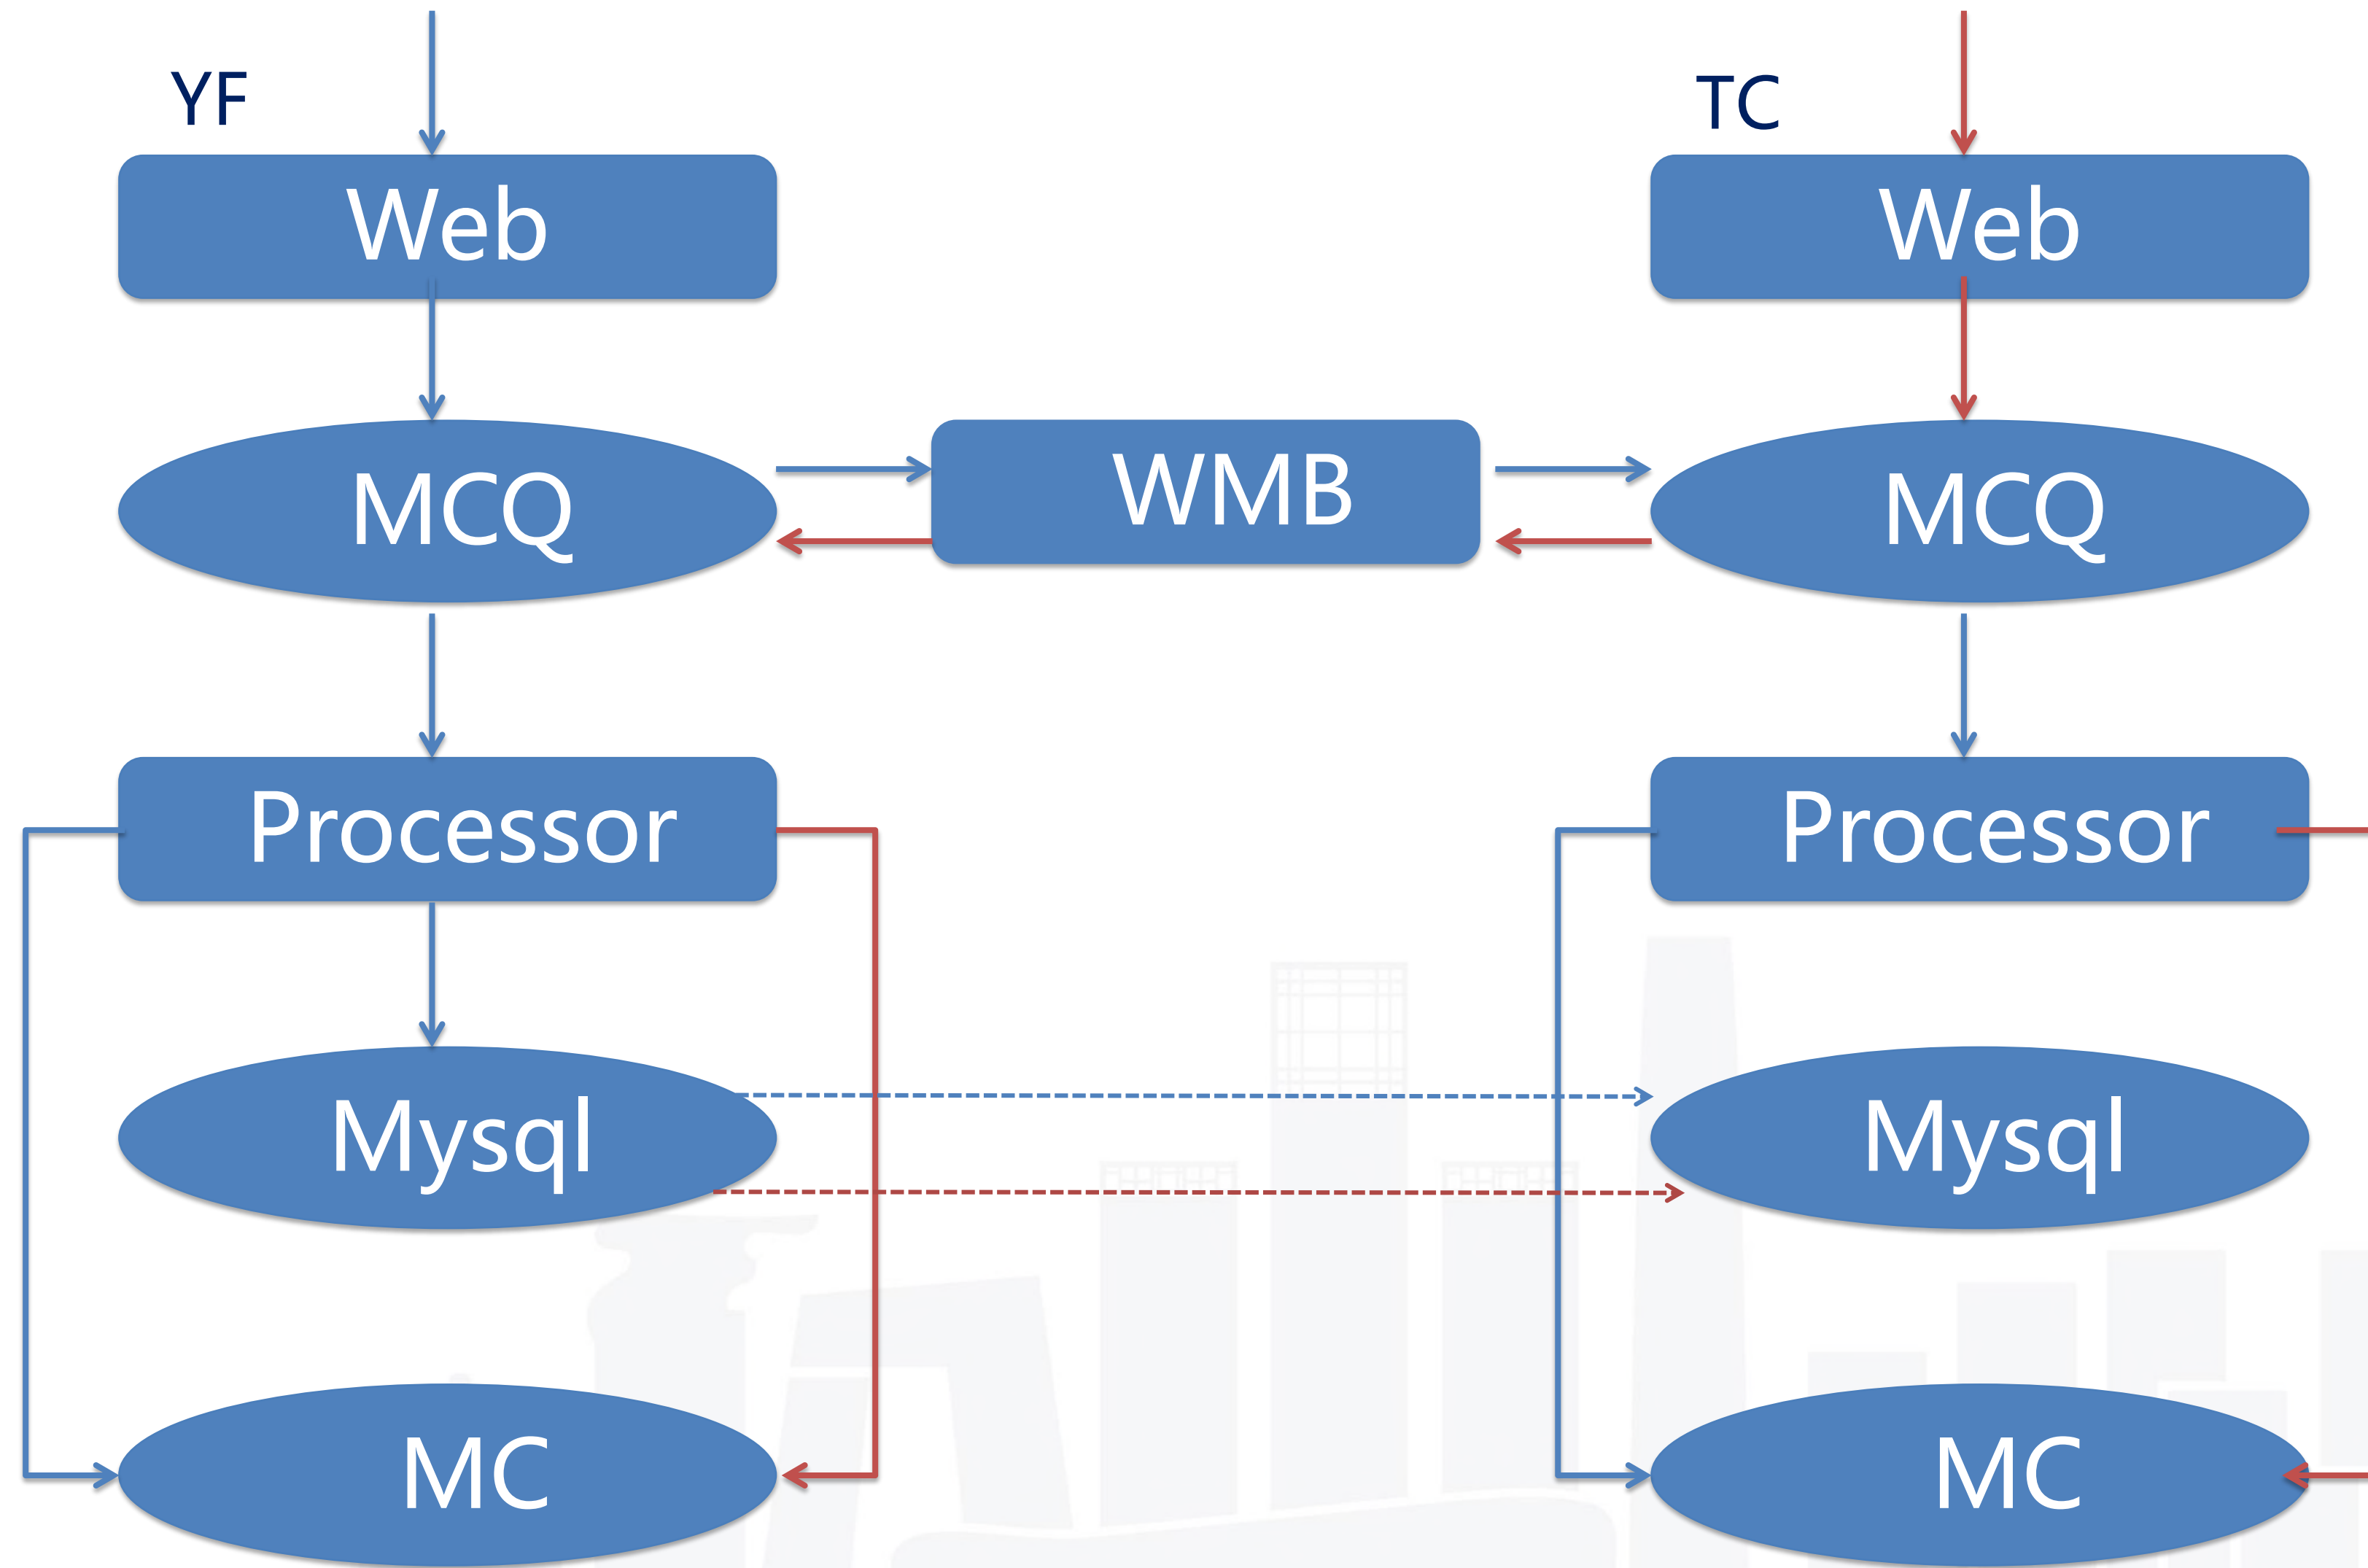 YF
TC
Web
Web
MCQ
WMB
MCQ
Processor
Processor
Mysql
Mysql
MC
MC